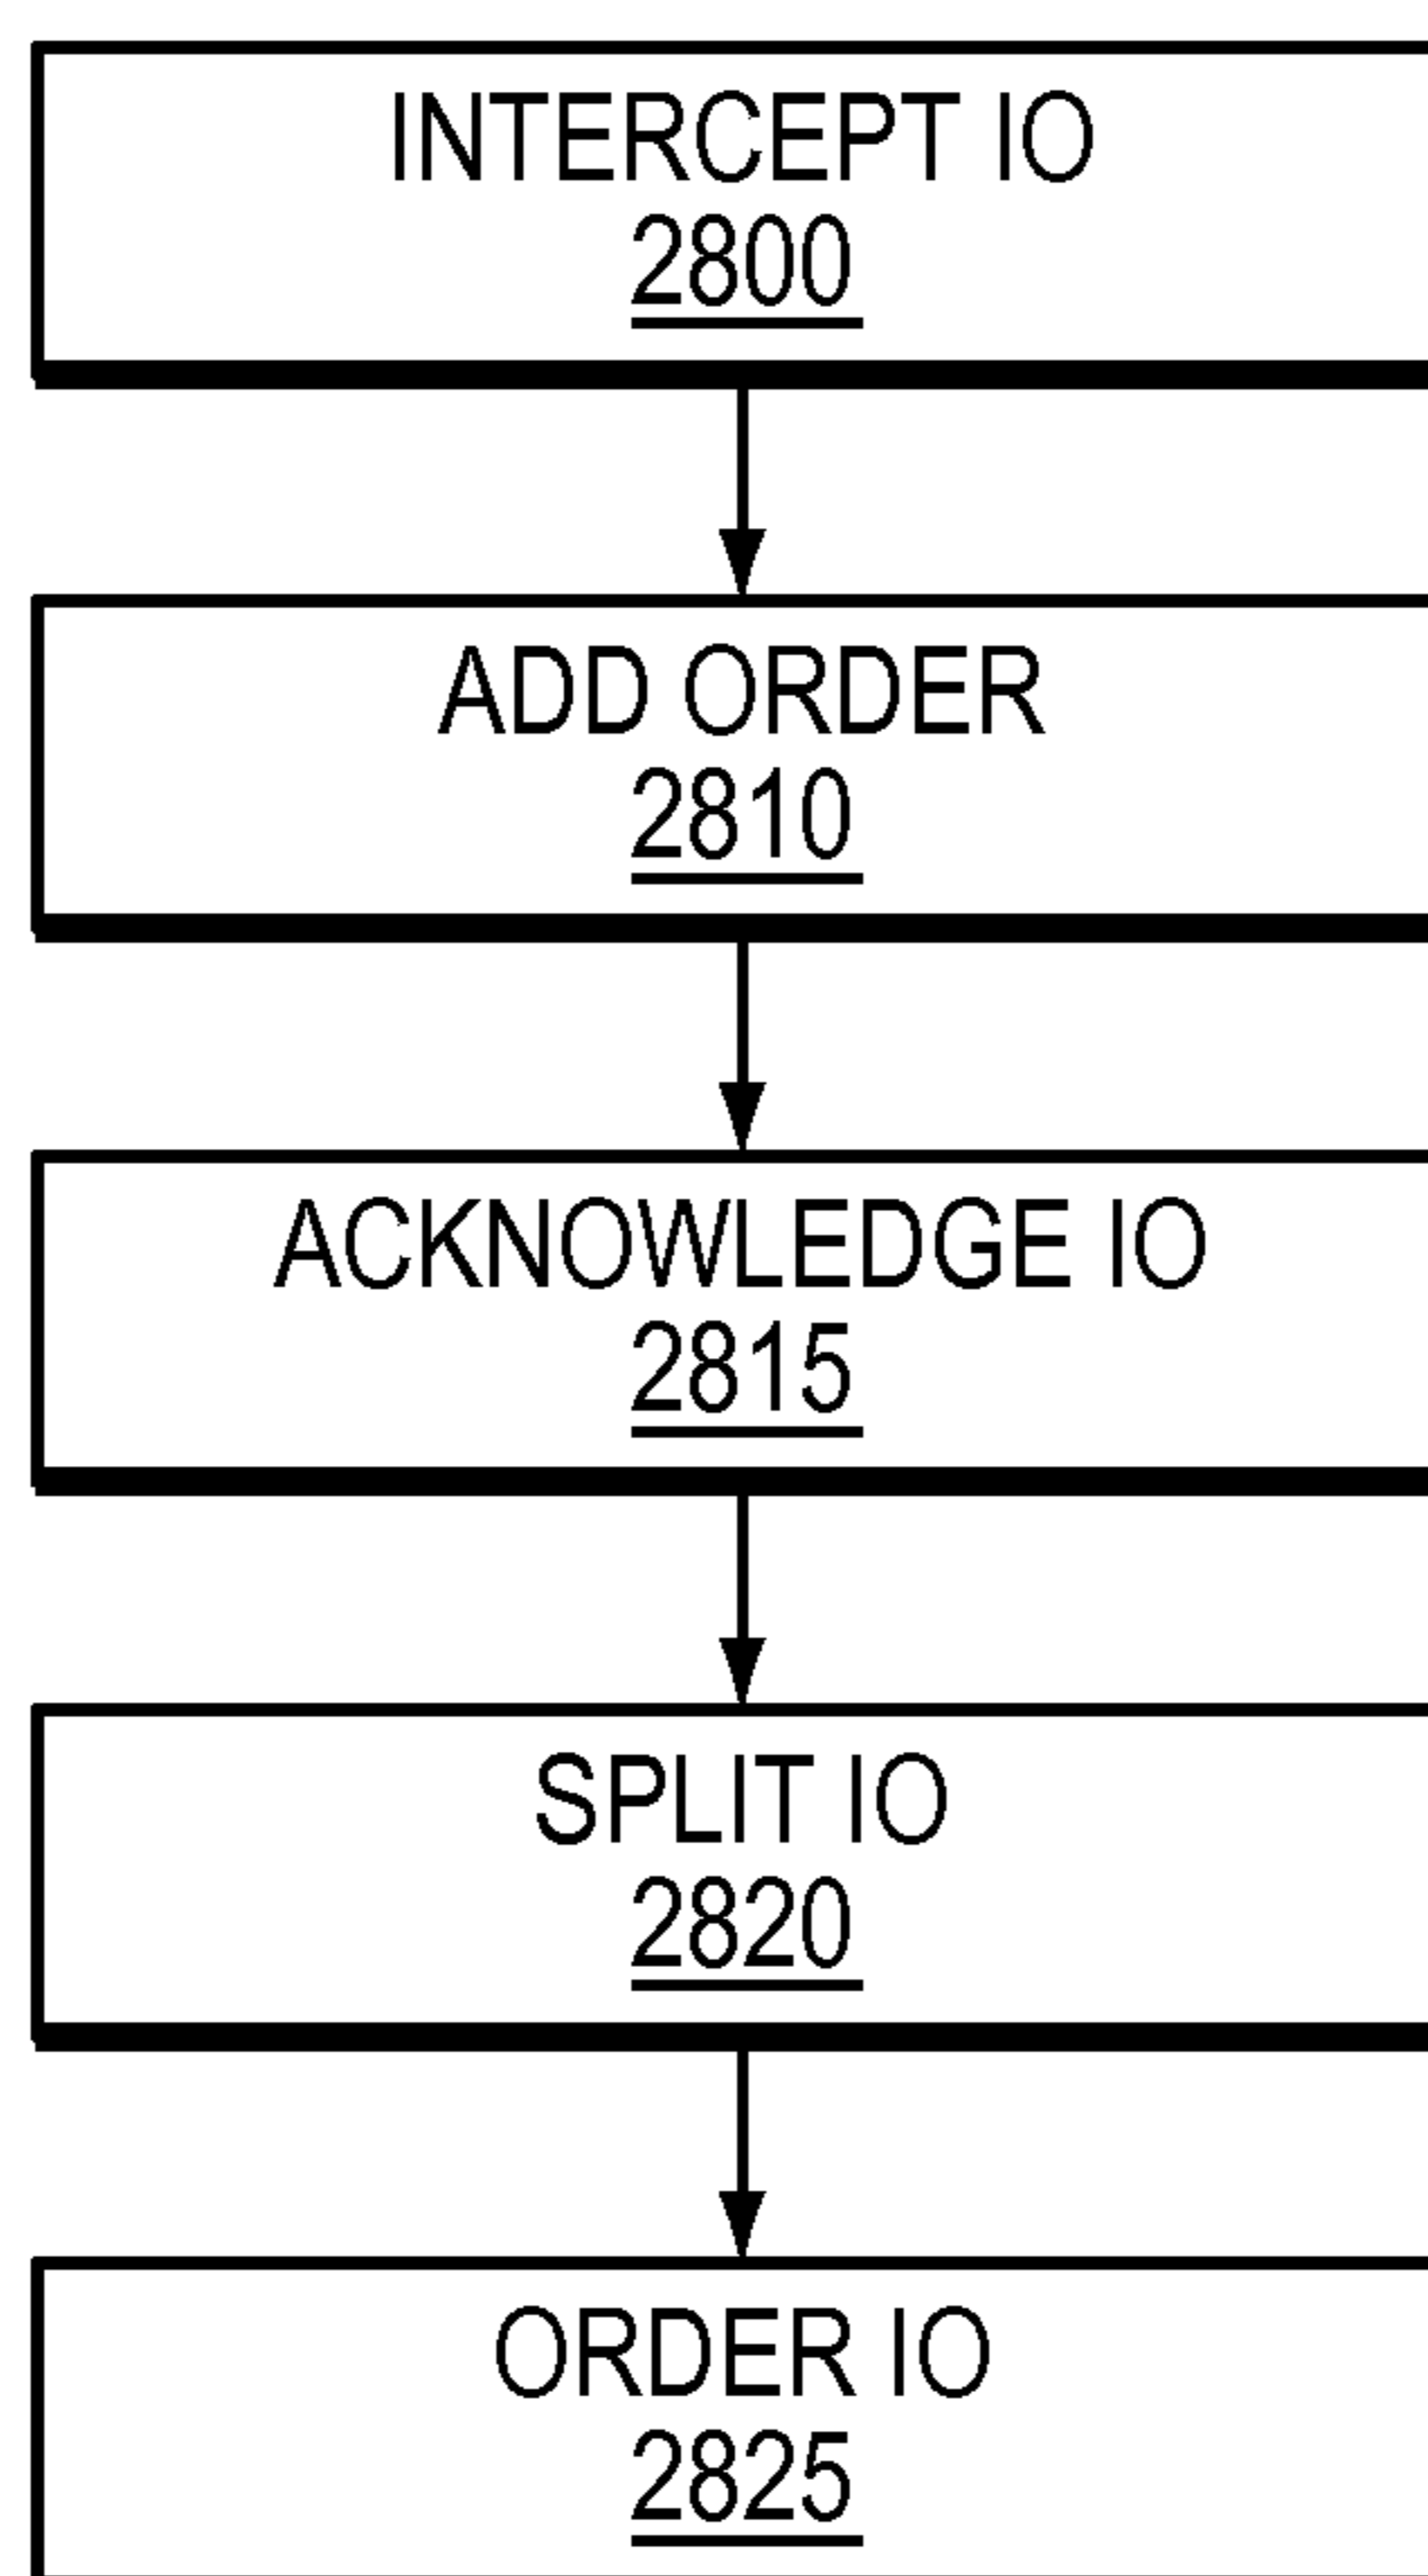 INTERCEPT IO
2800
ADD ORDER
2810
ACKNOWLEDGE IO
2815
SPLIT IO
2820
ORDER IO
2825